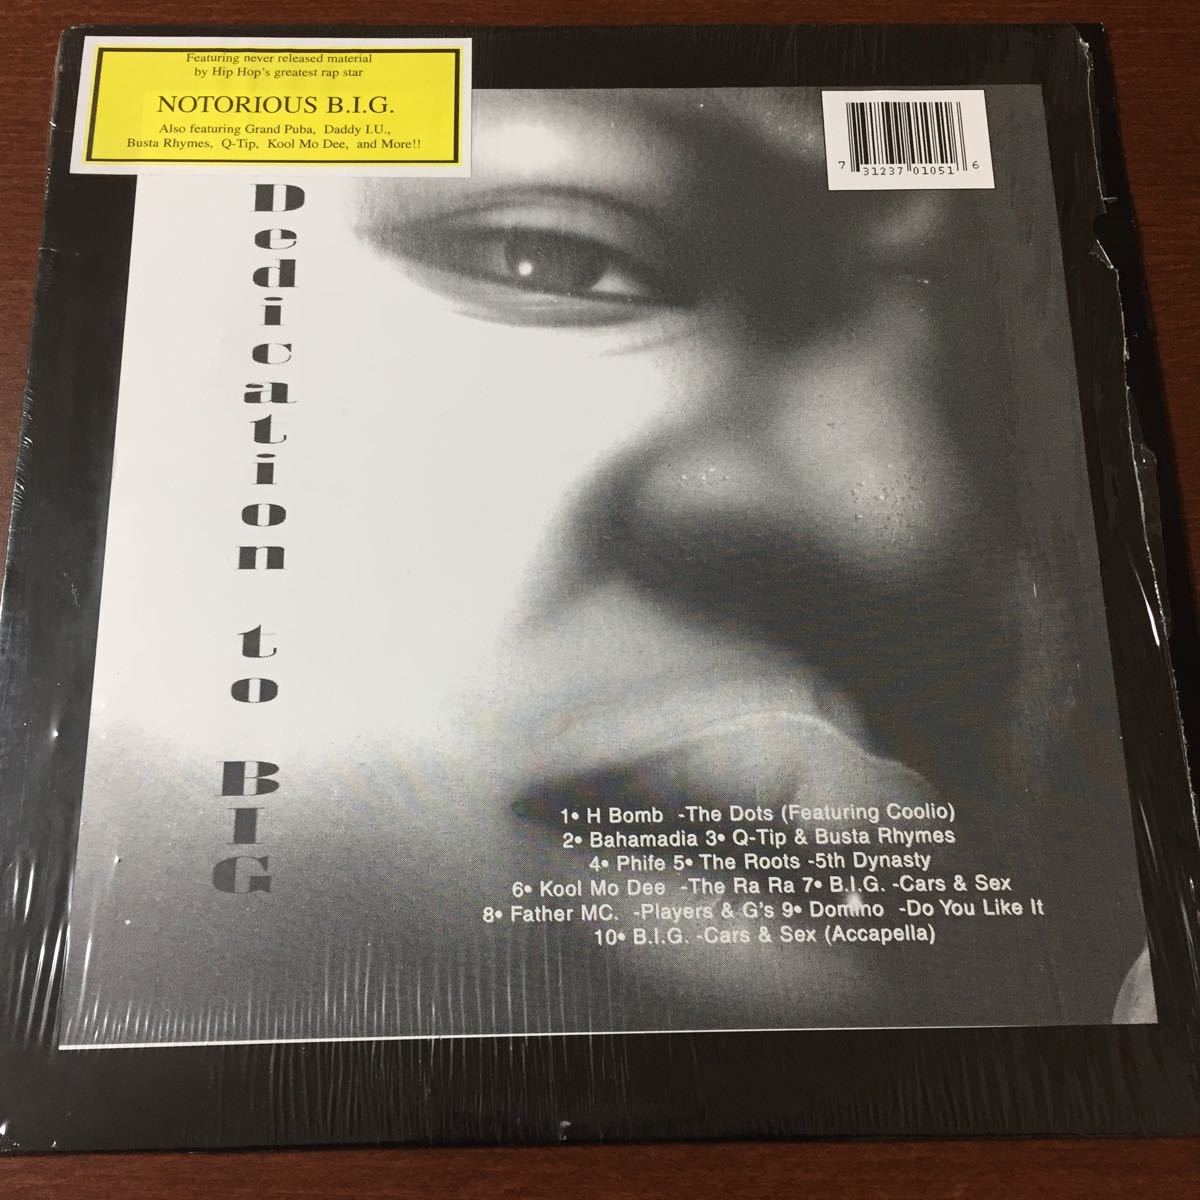 Featuring never released material
by Hip Hop's greatest rap star
NOTORIOUS B.I.G.
Also featuring Grand Puba, Daddy I.U.,
Busta Rhymes, Q-Tip, Kool Mo Dee, and More!!
7 31237 01051 6
Dedication to BIG
1• H Bomb -The Dots (Featuring Coolio)
2• Bahamadia 3• Q-Tip & Busta Rhymes
4• Phife 5• The Roots -5th Dynasty
6• Kool Mo Dee -The Ra Ra 7• B.I.G. -Cars & Sex
8• Father MC. -Players & G's 9• Domino -Do You Like It
10• B.I.G. -Cars & Sex (Accapella)